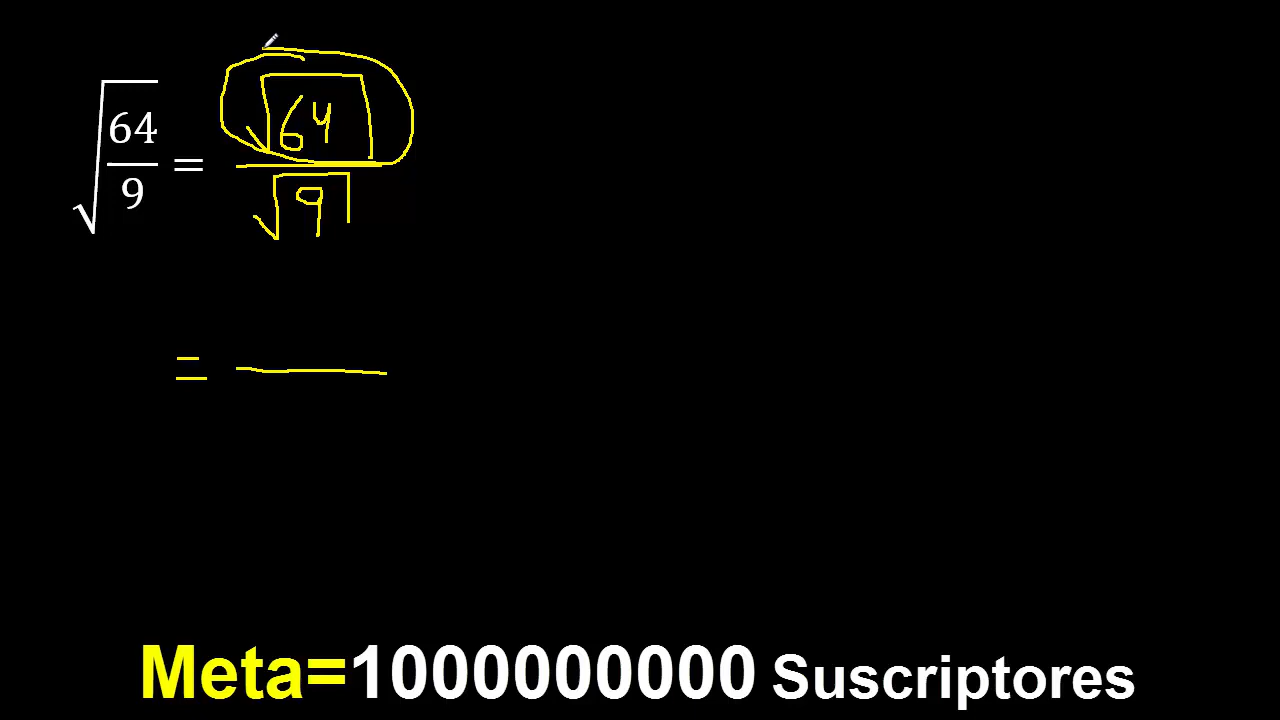 √64/9 = √64/√9
=
Meta=1000000000 Suscriptores